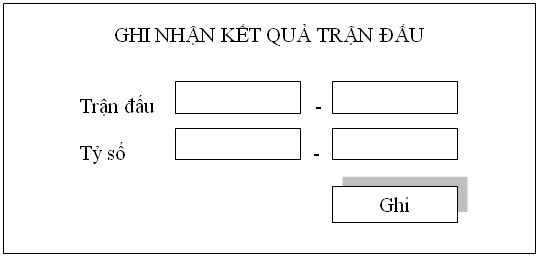 GHI NHẬN KẾT QUẢ TRẬN ĐẤU
Trận đấu -
Tỷ số -
Ghi